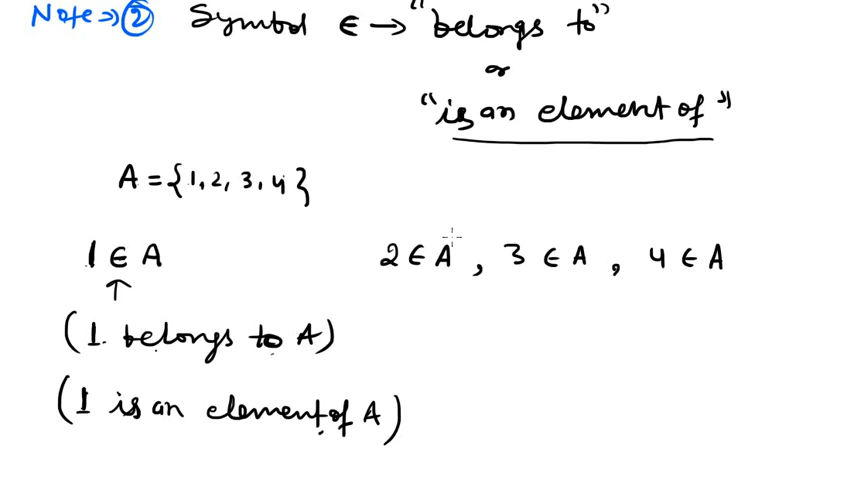 Note⇒② Symbol ∈ → "belongs to"
or
"is an element of"
A = {1, 2, 3, 4}
1 ∈ A 2 ∈ A , 3 ∈ A , 4 ∈ A
↑
(1 belongs to A)
(1 is an element of A)